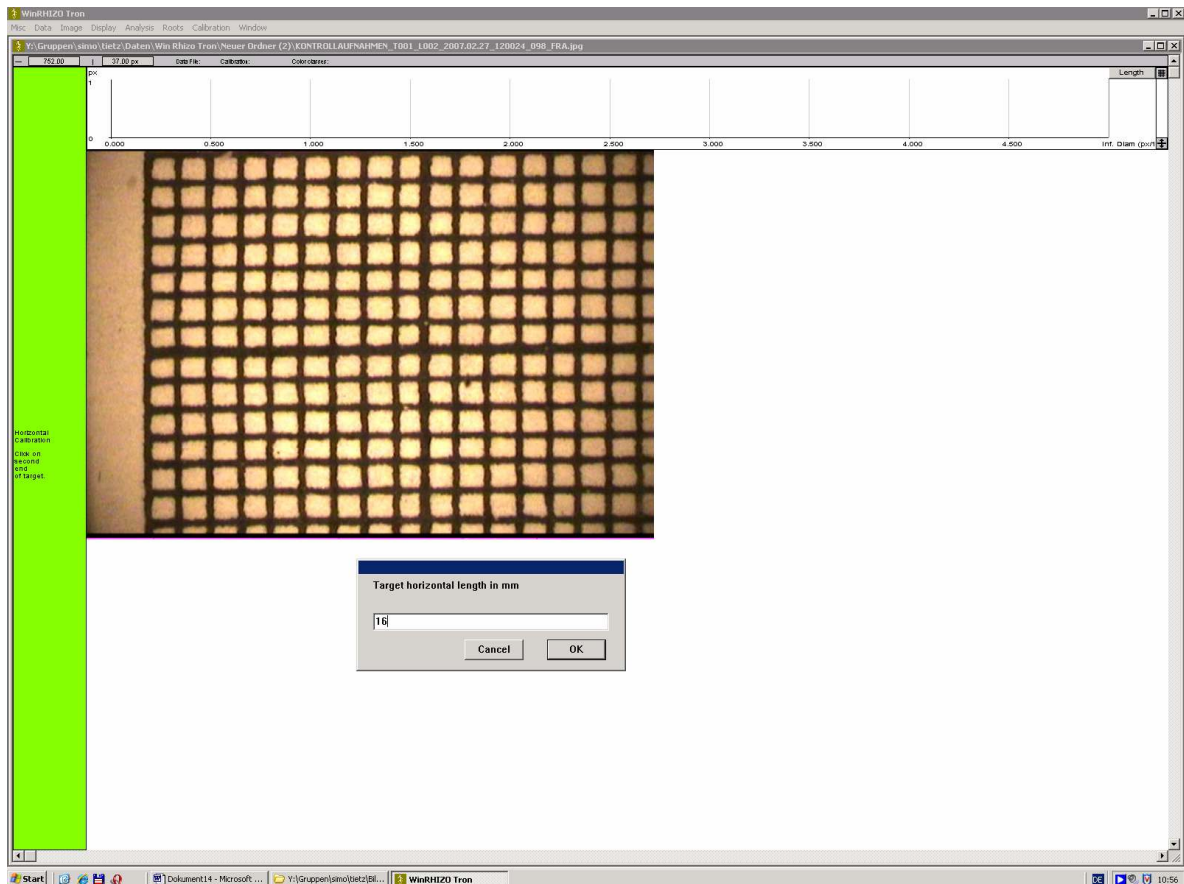 WinRHIZO Tron
Misc Data Image Display Analysis Roots Calibration Window
Y:\Gruppen\simo\tietz\Daten\Win Rhizo Tron\Neuer Ordner (2)\KONTROLLAUFNAHMEN_T001_L002_2007.02.27_120024_098_FRA.jpg
752.00 37.00 px Data File: Calibration: Color classes:
px
Length
1
0
0.000 0.500 1.000 1.500 2.000 2.500 3.000 3.500 4.000 4.500 Inf. Diam
Horizontal
Calibration
Click on
second
end
of target.
Target horizontal length in mm
16
Cancel OK
Start Dokument14 - Microsoft ... Y:\Gruppen\simo\tietz\Bil... WinRHIZO Tron DE 10:56